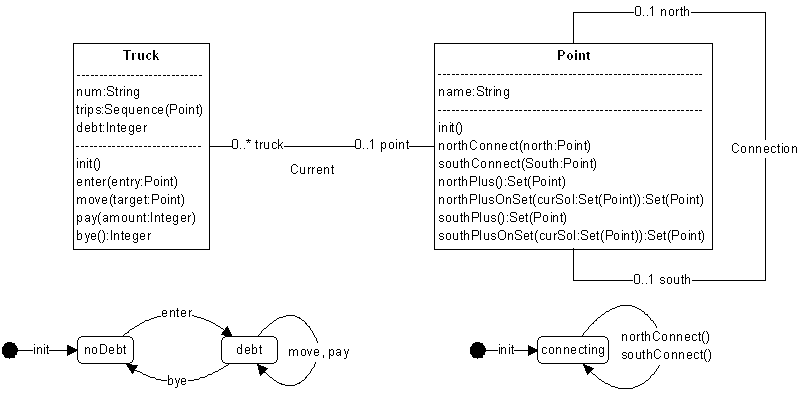 0..1 north
Truck
num:String
trips:Sequence(Point)
debt:Integer
init()
enter(entry:Point)
move(target:Point)
pay(amount:Integer)
bye():Integer
0..* truck
Current
0..1 point
Point
name:String
init()
northConnect(north:Point)
southConnect(South:Point)
northPlus():Set(Point)
northPlusOnSet(curSol:Set(Point)):Set(Point)
southPlus():Set(Point)
southPlusOnSet(curSol:Set(Point)):Set(Point)
Connection
0..1 south
init
noDebt
enter
debt
move, pay
bye
init
connecting
northConnect()
southConnect()